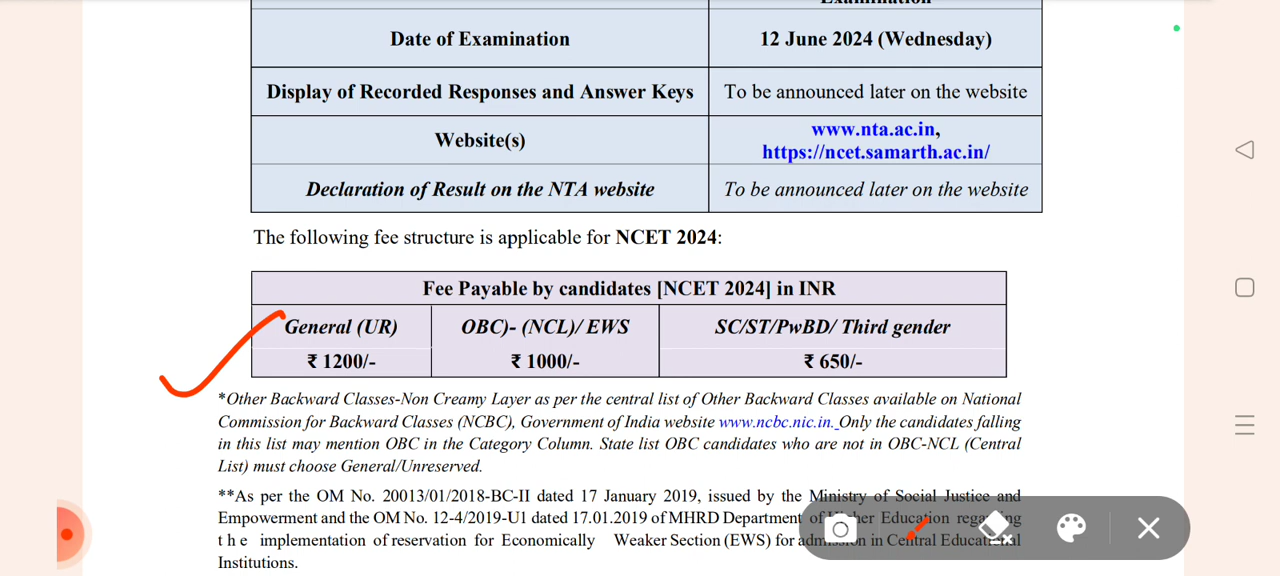 Examination
Date of Examination
12 June 2024 (Wednesday)
Display of Recorded Responses and Answer Keys
To be announced later on the website
Website(s)
www.nta.ac.in,
https://ncet.samarth.ac.in/
Declaration of Result on the NTA website
To be announced later on the website
The following fee structure is applicable for NCET 2024:
Fee Payable by candidates [NCET 2024] in INR
General (UR)
OBC)- (NCL)/ EWS
SC/ST/PwBD/ Third gender
₹ 1200/-
₹ 1000/-
₹ 650/-
*Other Backward Classes-Non Creamy Layer as per the central list of Other Backward Classes available on National
Commission for Backward Classes (NCBC), Government of India website www.ncbc.nic.in. Only the candidates falling
in this list may mention OBC in the Category Column. State list OBC candidates who are not in OBC-NCL (Central
List) must choose General/Unreserved.
**As per the OM No. 20013/01/2018-BC-II dated 17 January 2019, issued by the Ministry of Social Justice and
Empowerment and the OM No. 12-4/2019-U1 dated 17.01.2019 of MHRD Department of Higher Education regarding
the implementation of reservation for Economically Weaker Section (EWS) for admission in Central Educational
Institutions.